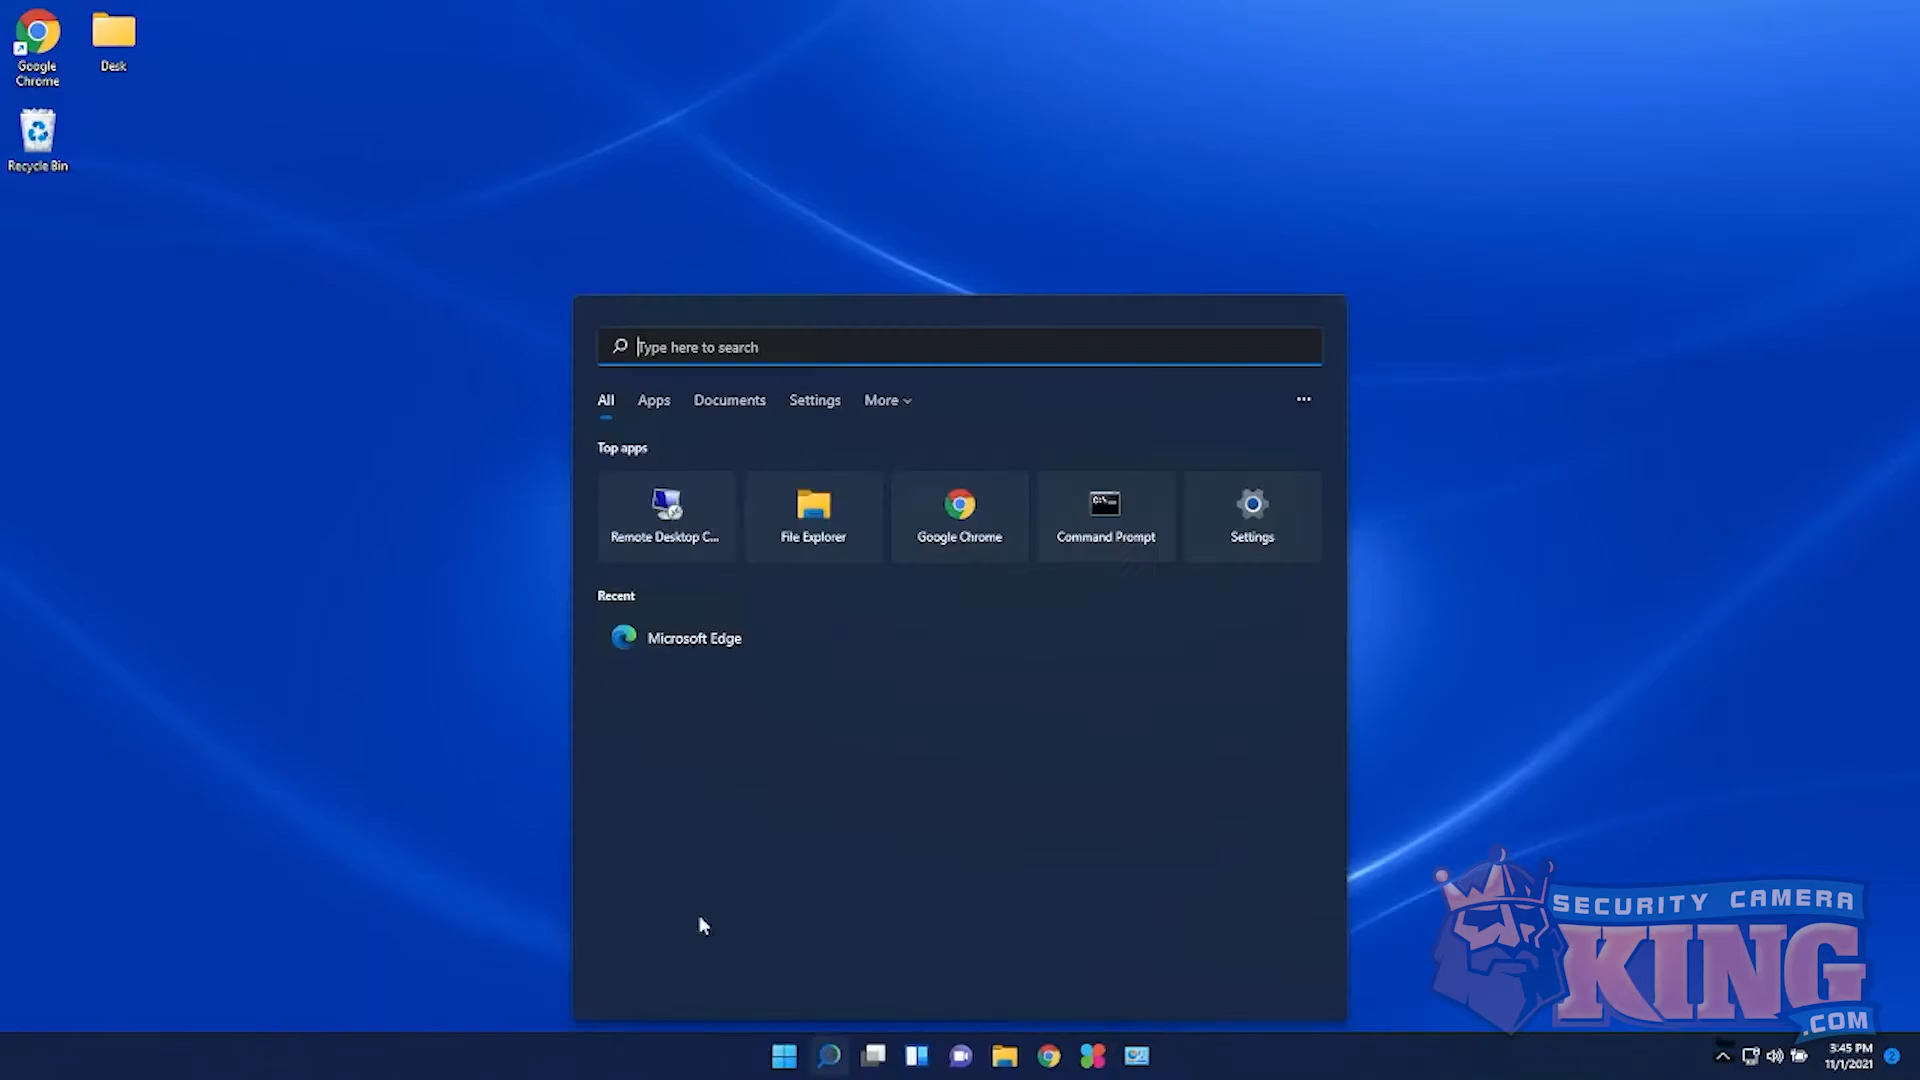 Google
Chrome
Desk
Recycle Bin
Type here to search
All Apps Documents Settings More
Top apps
Remote Desktop C...
File Explorer
Google Chrome
C:\
Command Prompt
Settings
Recent
Microsoft Edge
SECURITY CAMERA
KING
.COM
3:45 PM
11/1/2021
2